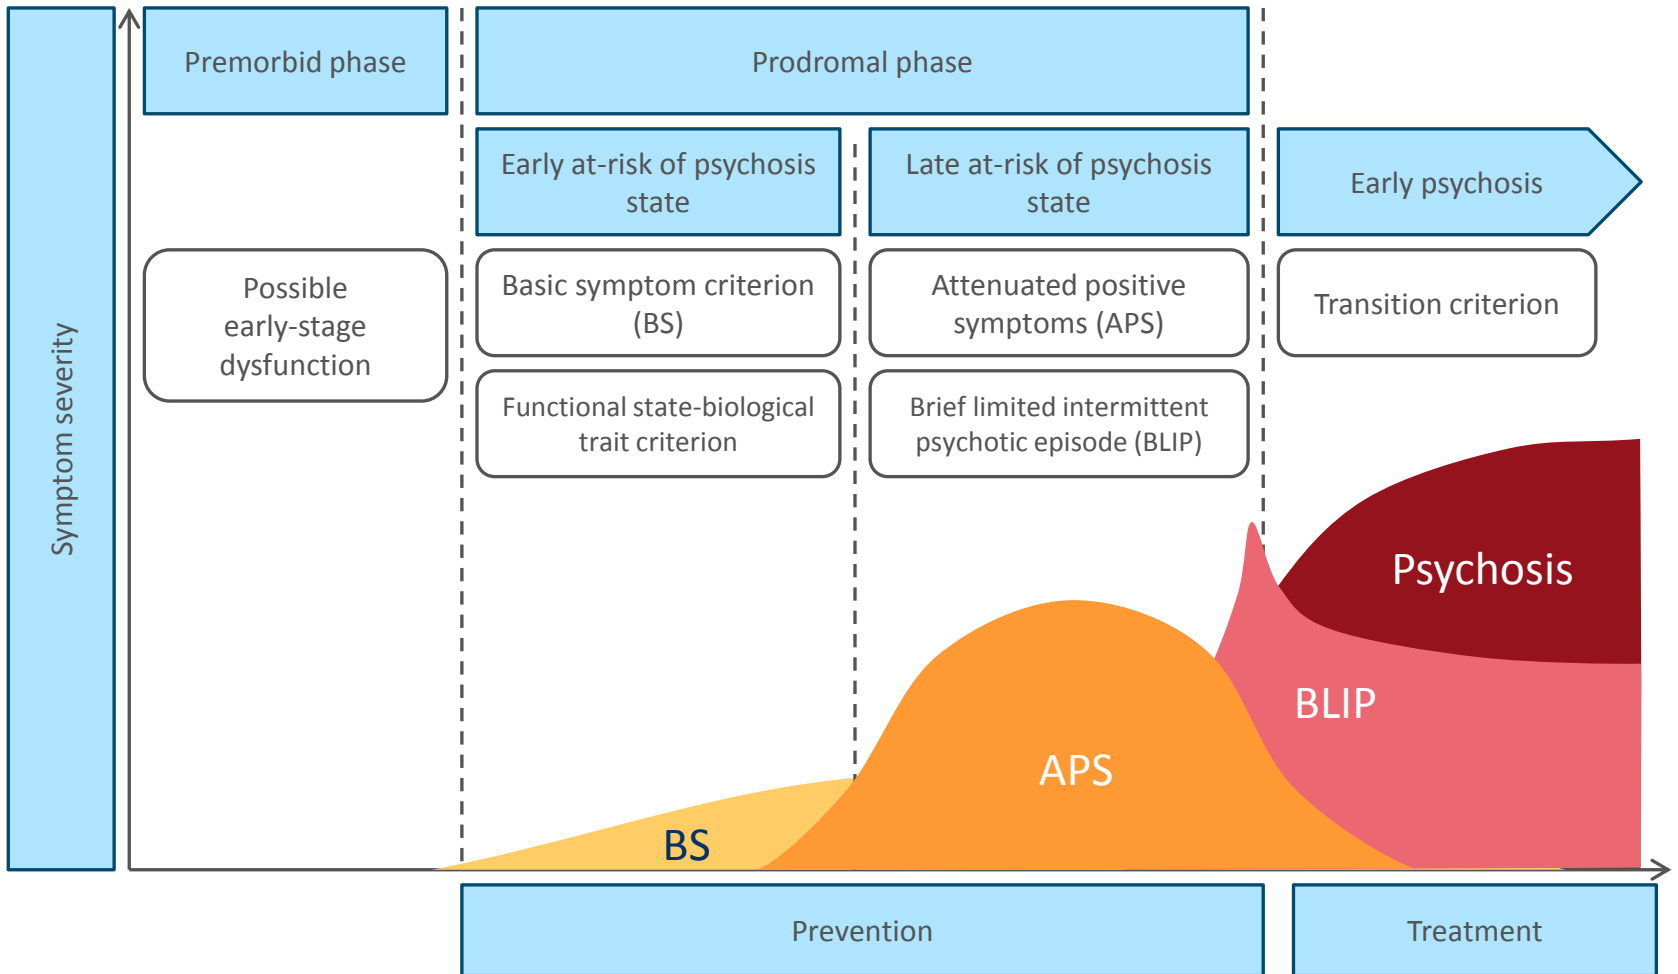 Symptom severity
Premorbid phase
Prodromal phase
Early at-risk of psychosis
state
Late at-risk of psychosis
state
Early psychosis
Possible
early-stage
dysfunction
Basic symptom criterion
(BS)
Attenuated positive
symptoms (APS)
Transition criterion
Functional state-biological
trait criterion
Brief limited intermittent
psychotic episode (BLIP)
Psychosis
BLIP
APS
BS
Prevention
Treatment